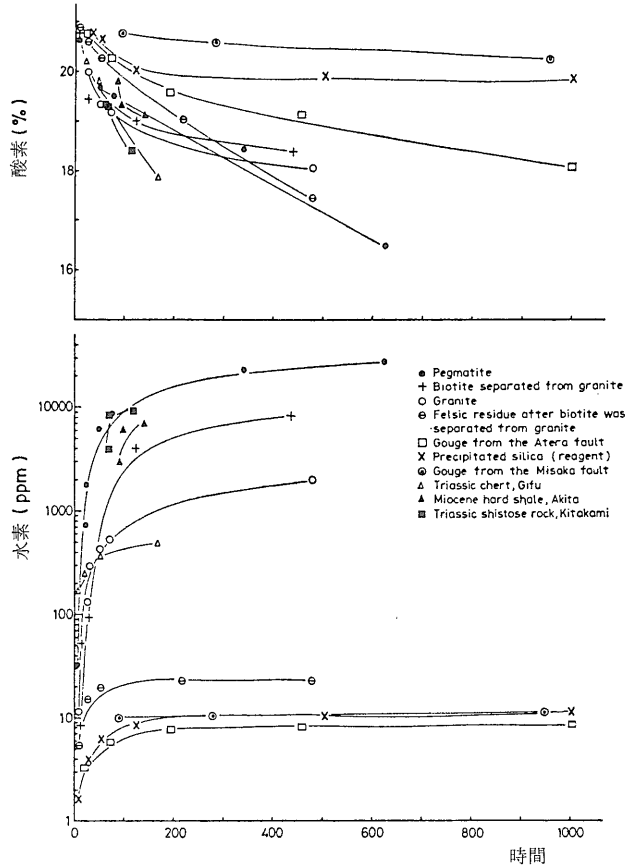 酸素 (%)
20
18
16
水素 (ppm)
10000
1000
100
10
1
Pegmatite
Biotite separated from granite
Granite
Felsic residue after biotite was
separated from granite
Gouge from the Atera fault
Precipitated silica (reagent)
Gouge from the Misaka fault
Triassic chert, Gifu
Miocene hard shale, Akita
Triassic shistose rock, Kitakami
0 200 400 600 800 1000
時間